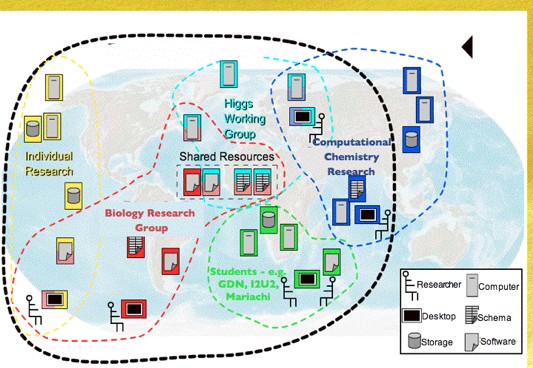 Higgs
Working
Group
Computational
Chemistry
Research
Individual
Research
Shared Resources
Biology Research
Group
Students - e.g.
GDN, I2U2,
Mariachi
Researcher
Computer
Desktop
Schema
Storage
Software